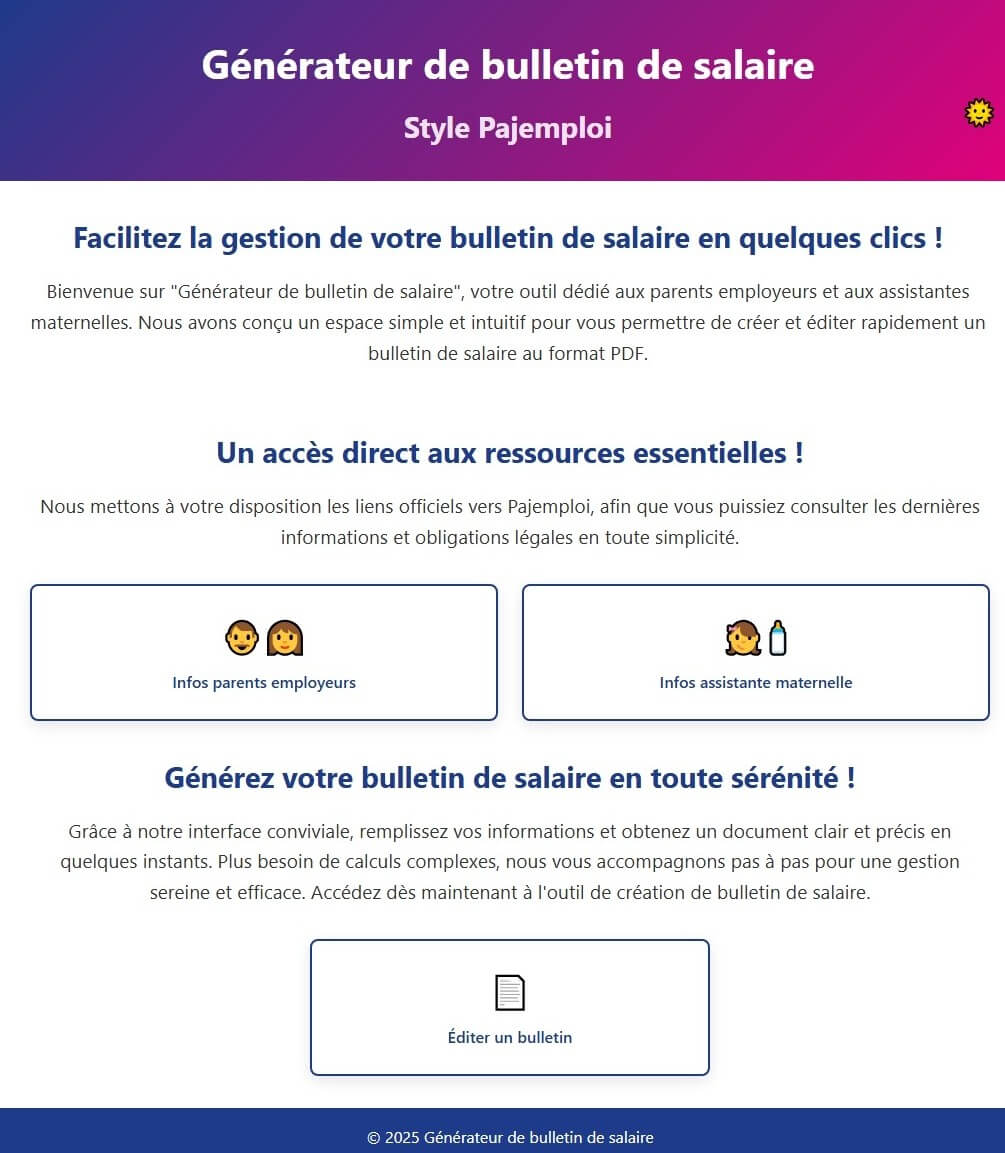 Générateur de bulletin de salaire
Style Pajemploi
Facilitez la gestion de votre bulletin de salaire en quelques clics !
Bienvenue sur "Générateur de bulletin de salaire", votre outil dédié aux parents employeurs et aux assistantes
maternelles. Nous avons conçu un espace simple et intuitif pour vous permettre de créer et éditer rapidement un
bulletin de salaire au format PDF.
Un accès direct aux ressources essentielles !
Nous mettons à votre disposition les liens officiels vers Pajemploi, afin que vous puissiez consulter les dernières
informations et obligations légales en toute simplicité.
Infos parents employeurs
Infos assistante maternelle
Générez votre bulletin de salaire en toute sérénité !
Grâce à notre interface conviviale, remplissez vos informations et obtenez un document clair et précis en
quelques instants. Plus besoin de calculs complexes, nous vous accompagnons pas à pas pour une gestion
sereine et efficace. Accédez dès maintenant à l'outil de création de bulletin de salaire.
Éditer un bulletin
© 2025 Générateur de bulletin de salaire